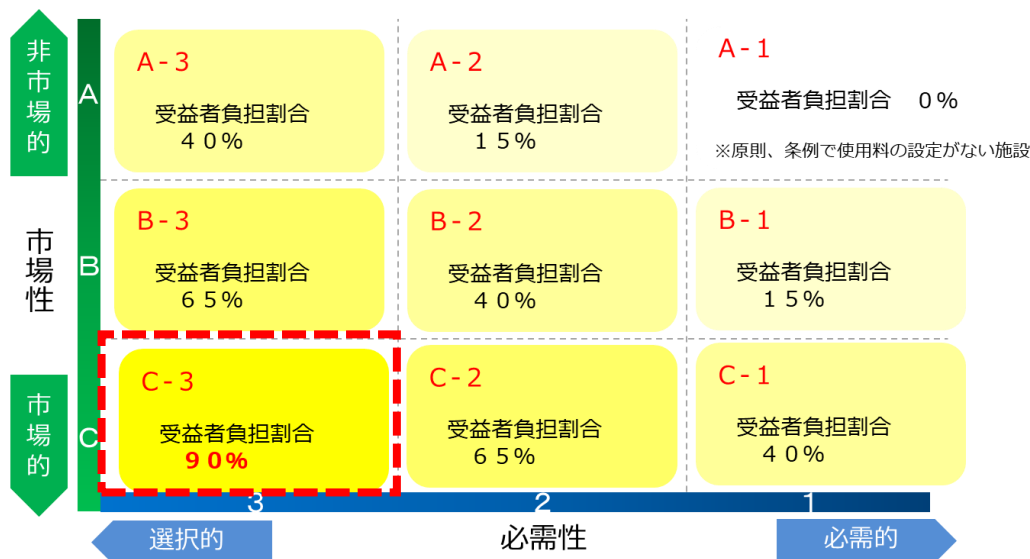 非市場的
市場性
市場的
A
B
C
A-3
受益者負担割合
40%
A-2
受益者負担割合
15%
A-1
受益者負担割合 0%
※原則、条例で使用料の設定がない施設
B-3
受益者負担割合
65%
B-2
受益者負担割合
40%
B-1
受益者負担割合
15%
C-3
受益者負担割合
90%
C-2
受益者負担割合
65%
C-1
受益者負担割合
40%
3
2
1
選択的
必需性
必需的